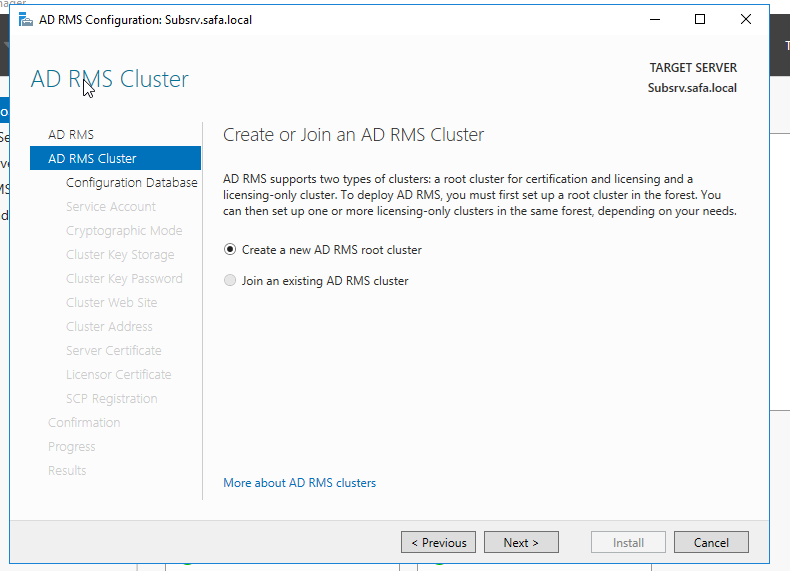 AD RMS Configuration: Subsrv.safa.local
AD RMS Cluster
TARGET SERVER
Subsrv.safa.local
AD RMS
AD RMS Cluster
Configuration Database
Service Account
Cryptographic Mode
Cluster Key Storage
Cluster Key Password
Cluster Web Site
Cluster Address
Server Certificate
Licensor Certificate
SCP Registration
Confirmation
Progress
Results
Create or Join an AD RMS Cluster
AD RMS supports two types of clusters: a root cluster for certification and licensing and a
licensing-only cluster. To deploy AD RMS, you must first set up a root cluster in the forest. You
can then set up one or more licensing-only clusters in the same forest, depending on your needs.
Create a new AD RMS root cluster
Join an existing AD RMS cluster
More about AD RMS clusters
< Previous
Next >
Install
Cancel